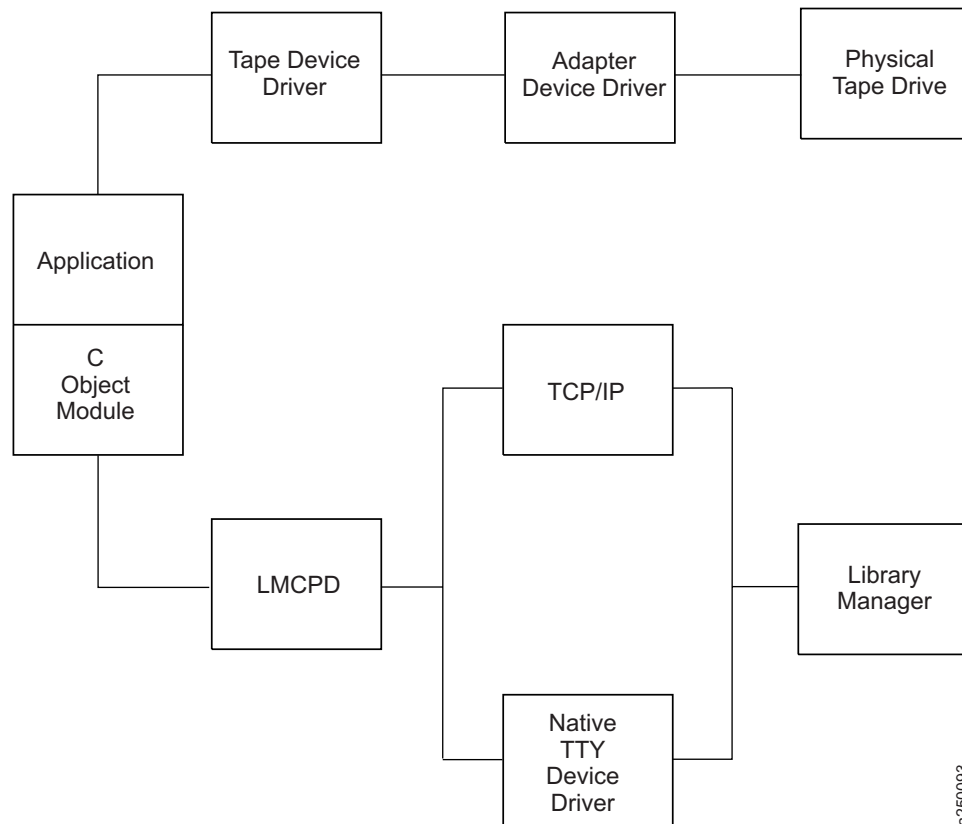 Tape Device
Driver
Adapter
Device Driver
Physical
Tape Drive
Application
C
Object
Module
TCP/IP
LMCPD
Library
Manager
Native
TTY
Device
Driver
a250093